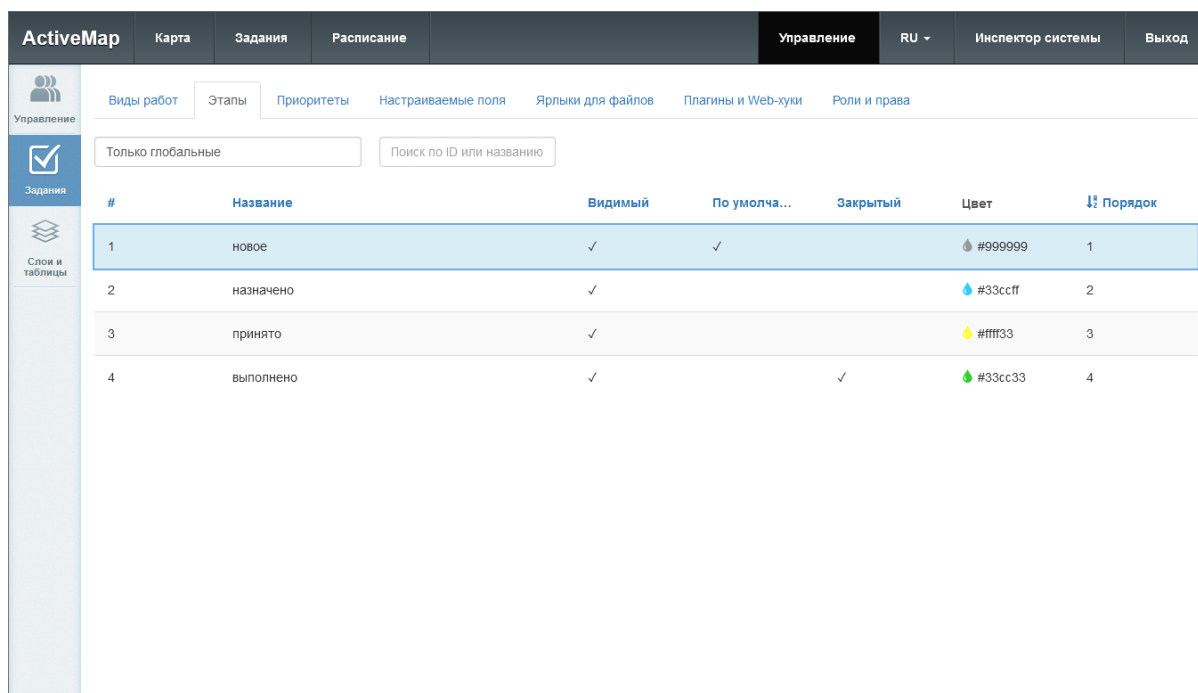 ActiveMap Карта Задания Расписание Управление RU Инспектор системы Выход
Управление
Задания
Слои и
таблицы
Виды работ Этапы Приоритеты Настраиваемые поля Ярлыки для файлов Плагины и Web-хуки Роли и права
Только глобальные Поиск по ID или названию
# Название Видимый По умолча... Закрытый Цвет Порядок
1 новое ✓ ✓ #999999 1
2 назначено ✓ #33ccff 2
3 принято ✓ #ffff33 3
4 выполнено ✓ ✓ #33cc33 4